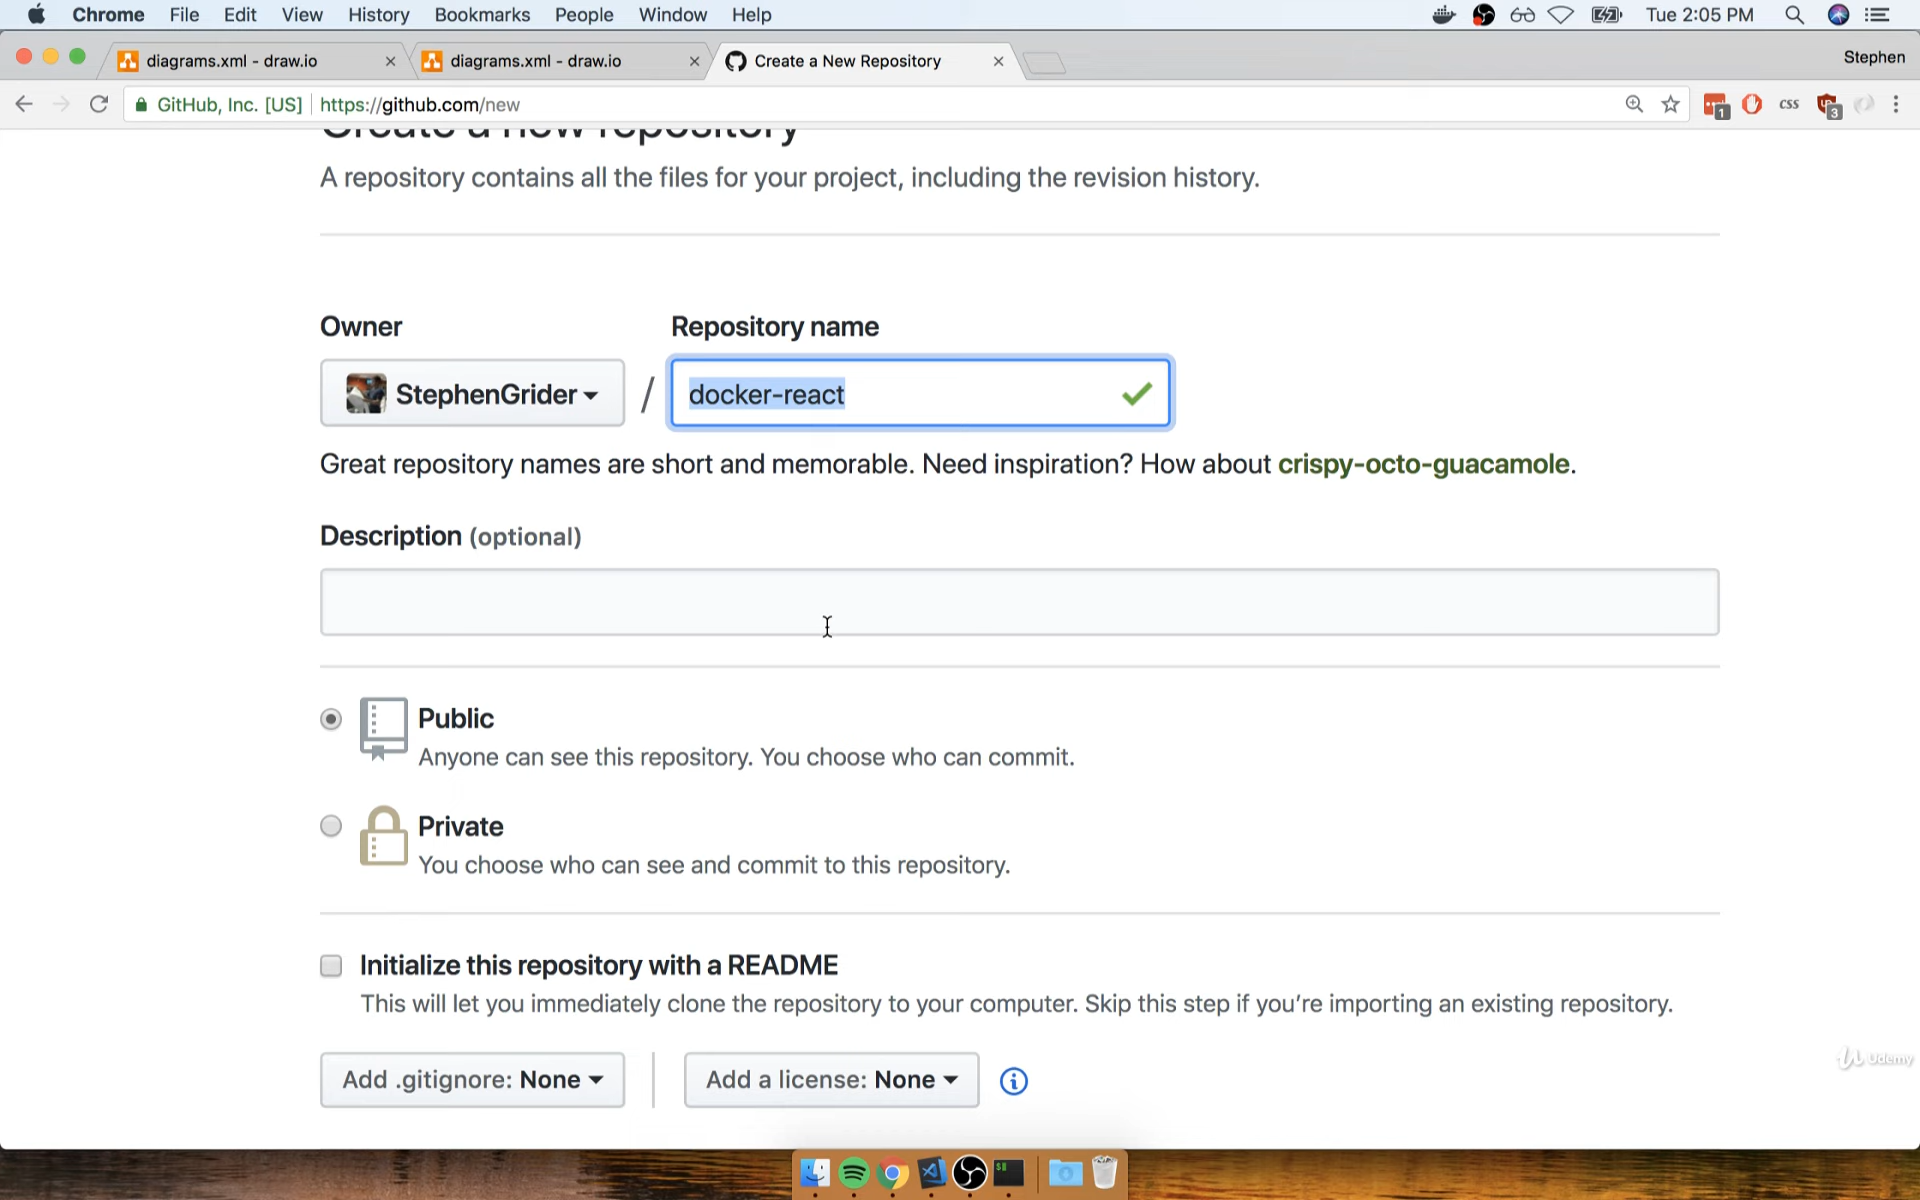 Chrome File Edit View History Bookmarks People Window Help Tue 2:05 PM
diagrams.xml - draw.io diagrams.xml - draw.io Create a New Repository Stephen
GitHub, Inc. [US] https://github.com/new css 1 3
Create a new repository
A repository contains all the files for your project, including the revision history.
Owner Repository name
StephenGrider / docker-react
Great repository names are short and memorable. Need inspiration? How about crispy-octo-guacamole.
Description (optional)
Public
Anyone can see this repository. You choose who can commit.
Private
You choose who can see and commit to this repository.
Initialize this repository with a README
This will let you immediately clone the repository to your computer. Skip this step if you’re importing an existing repository.
Udemy
Add .gitignore: None Add a license: None